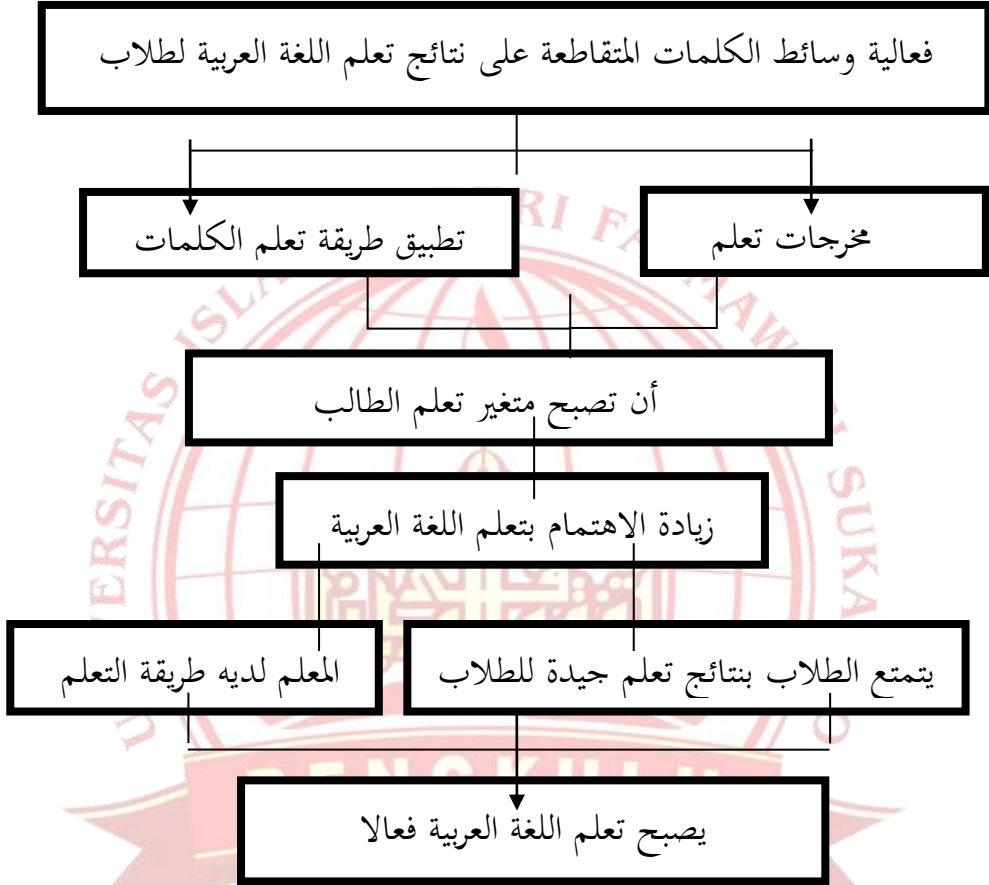 فعالية وسائط الكلمات المتقاطعة على نتائج تعلم اللغة العربية لطلاب
مخرجات تعلم
تطبيق طريقة تعلم الكلمات
أن تصبح متغير تعلم الطالب
زيادة الاهتمام بتعلم اللغة العربية
يتمتع الطلاب بنتائج تعلم جيدة للطلاب
المعلم لديه طريقة التعلم
يصبح تعلم اللغة العربية فعالا
BENGKULU